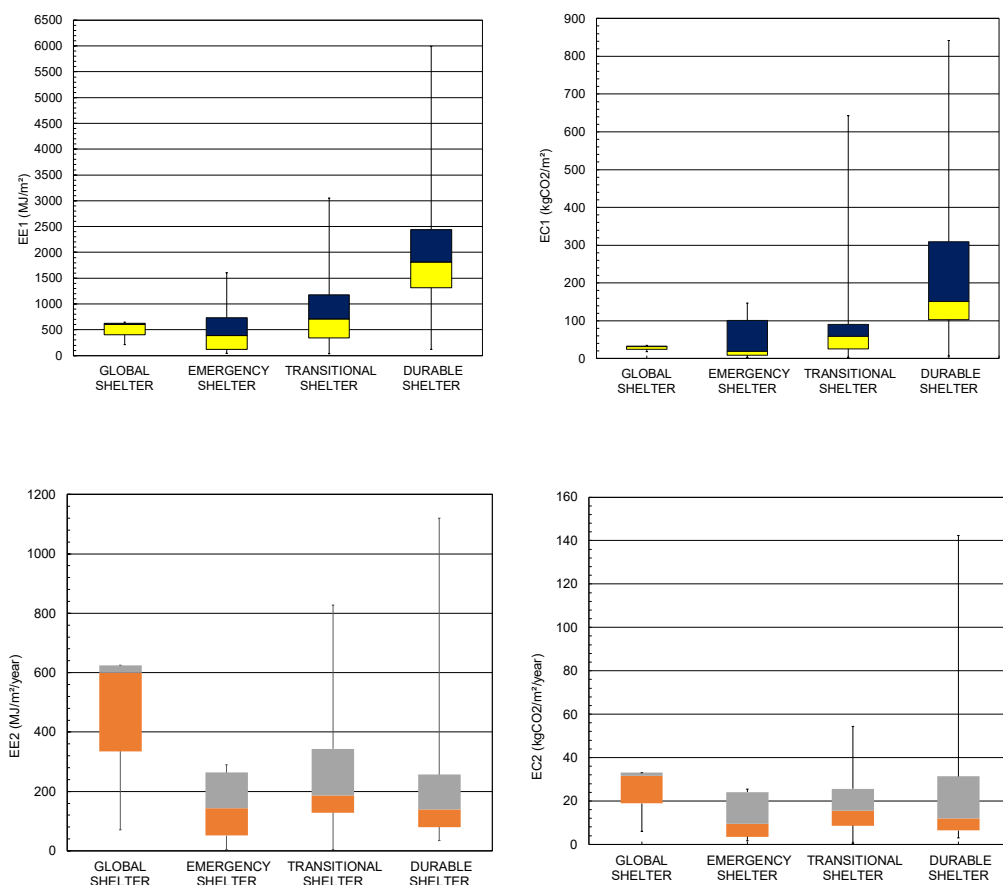 6500
6000
5500
5000
4500
4000
3500
3000
2500
2000
1500
1000
500
0
EE1 (MJ/m²)
GLOBAL SHELTER
EMERGENCY SHELTER
TRANSITIONAL SHELTER
DURABLE SHELTER
900
800
700
600
500
400
300
200
100
0
EC1 (kgCO2/m²)
GLOBAL SHELTER
EMERGENCY SHELTER
TRANSITIONAL SHELTER
DURABLE SHELTER
1200
1000
800
600
400
200
0
EE2 (MJ/m²/year)
GLOBAL SHELTER
EMERGENCY SHELTER
TRANSITIONAL SHELTER
DURABLE SHELTER
160
140
120
100
80
60
40
20
0
EC2 (kgCO2/m²/year)
GLOBAL SHELTER
EMERGENCY SHELTER
TRANSITIONAL SHELTER
DURABLE SHELTER